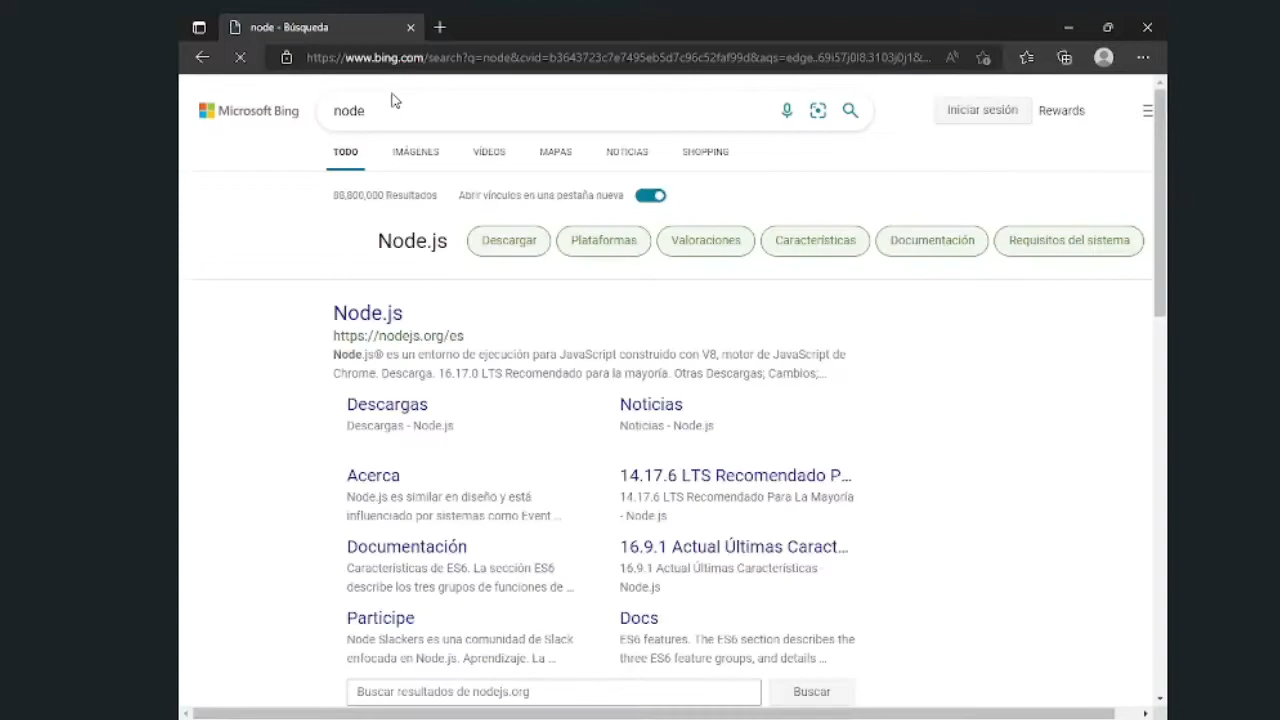 node - Búsqueda
https://www.bing.com/search?q=node&cvid=b3643723c7e7495eb5d7c96c52faf99d&aqs=edge..69i57j0l8.3103j0j1&...
Microsoft Bing
node
Iniciar sesión
Rewards
TODO
IMÁGENES
VÍDEOS
MAPAS
NOTICIAS
SHOPPING
88,800,000 Resultados
Abrir vínculos en una pestaña nueva
Node.js
Descargar
Plataformas
Valoraciones
Características
Documentación
Requisitos del sistema
Node.js
https://nodejs.org/es
Node.js® es un entorno de ejecución para JavaScript construido con V8, motor de JavaScript de
Chrome. Descarga. 16.17.0 LTS Recomendado para la mayoría. Otras Descargas; Cambios;...
Descargas
Descargas - Node.js
Noticias
Noticias - Node.js
Acerca
Node.js es similar en diseño y está
influenciado por sistemas como Event ...
14.17.6 LTS Recomendado P...
14.17.6 LTS Recomendado Para La Mayoría
- Node.js
Documentación
Características de ES6. La sección ES6
describe los tres grupos de funciones de ...
16.9.1 Actual Últimas Caract...
16.9.1 Actual Últimas Características
Node.js
Participe
Node Slackers es una comunidad de Slack
enfocada en Node.js. Aprendizaje. La ...
Docs
ES6 features. The ES6 section describes the
three ES6 feature groups, and details ...
Buscar resultados de nodejs.org
Buscar